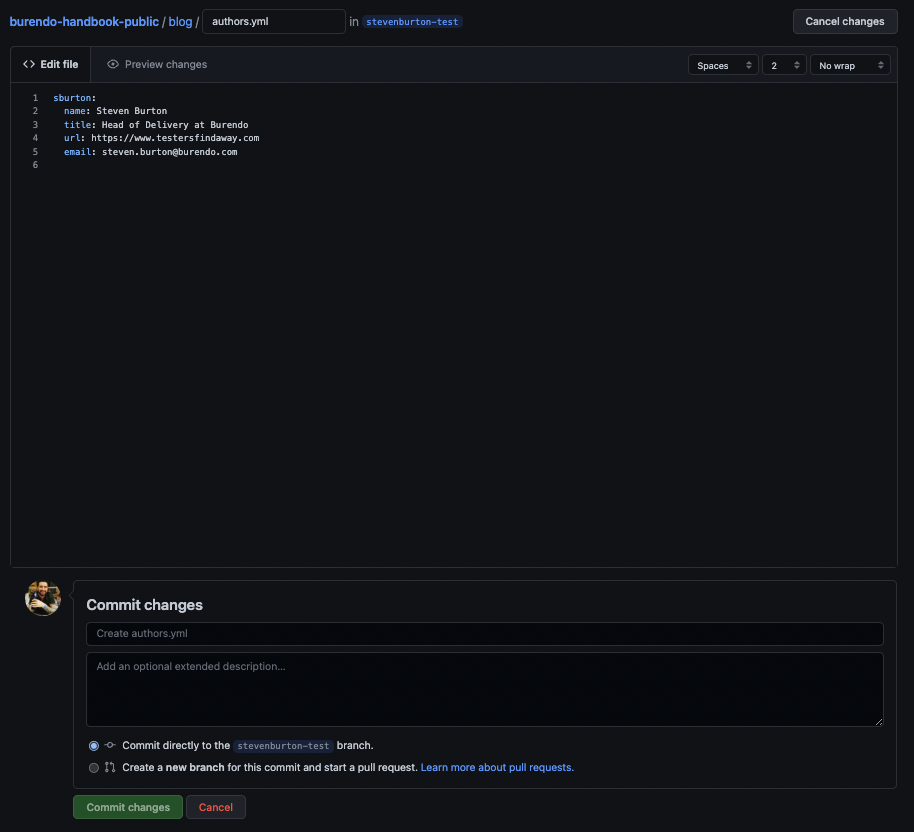 burendo-handbook-public / blog / authors.yml in stevenburton-test Cancel changes
Edit file Preview changes Spaces 2 No wrap
1 sburton:
2 name: Steven Burton
3 title: Head of Delivery at Burendo
4 url: https://www.testersfindaway.com
5 email: steven.burton@burendo.com
6
Commit changes
Create authors.yml
Add an optional extended description...
Commit directly to the stevenburton-test branch.
Create a new branch for this commit and start a pull request. Learn more about pull requests.
Commit changes Cancel